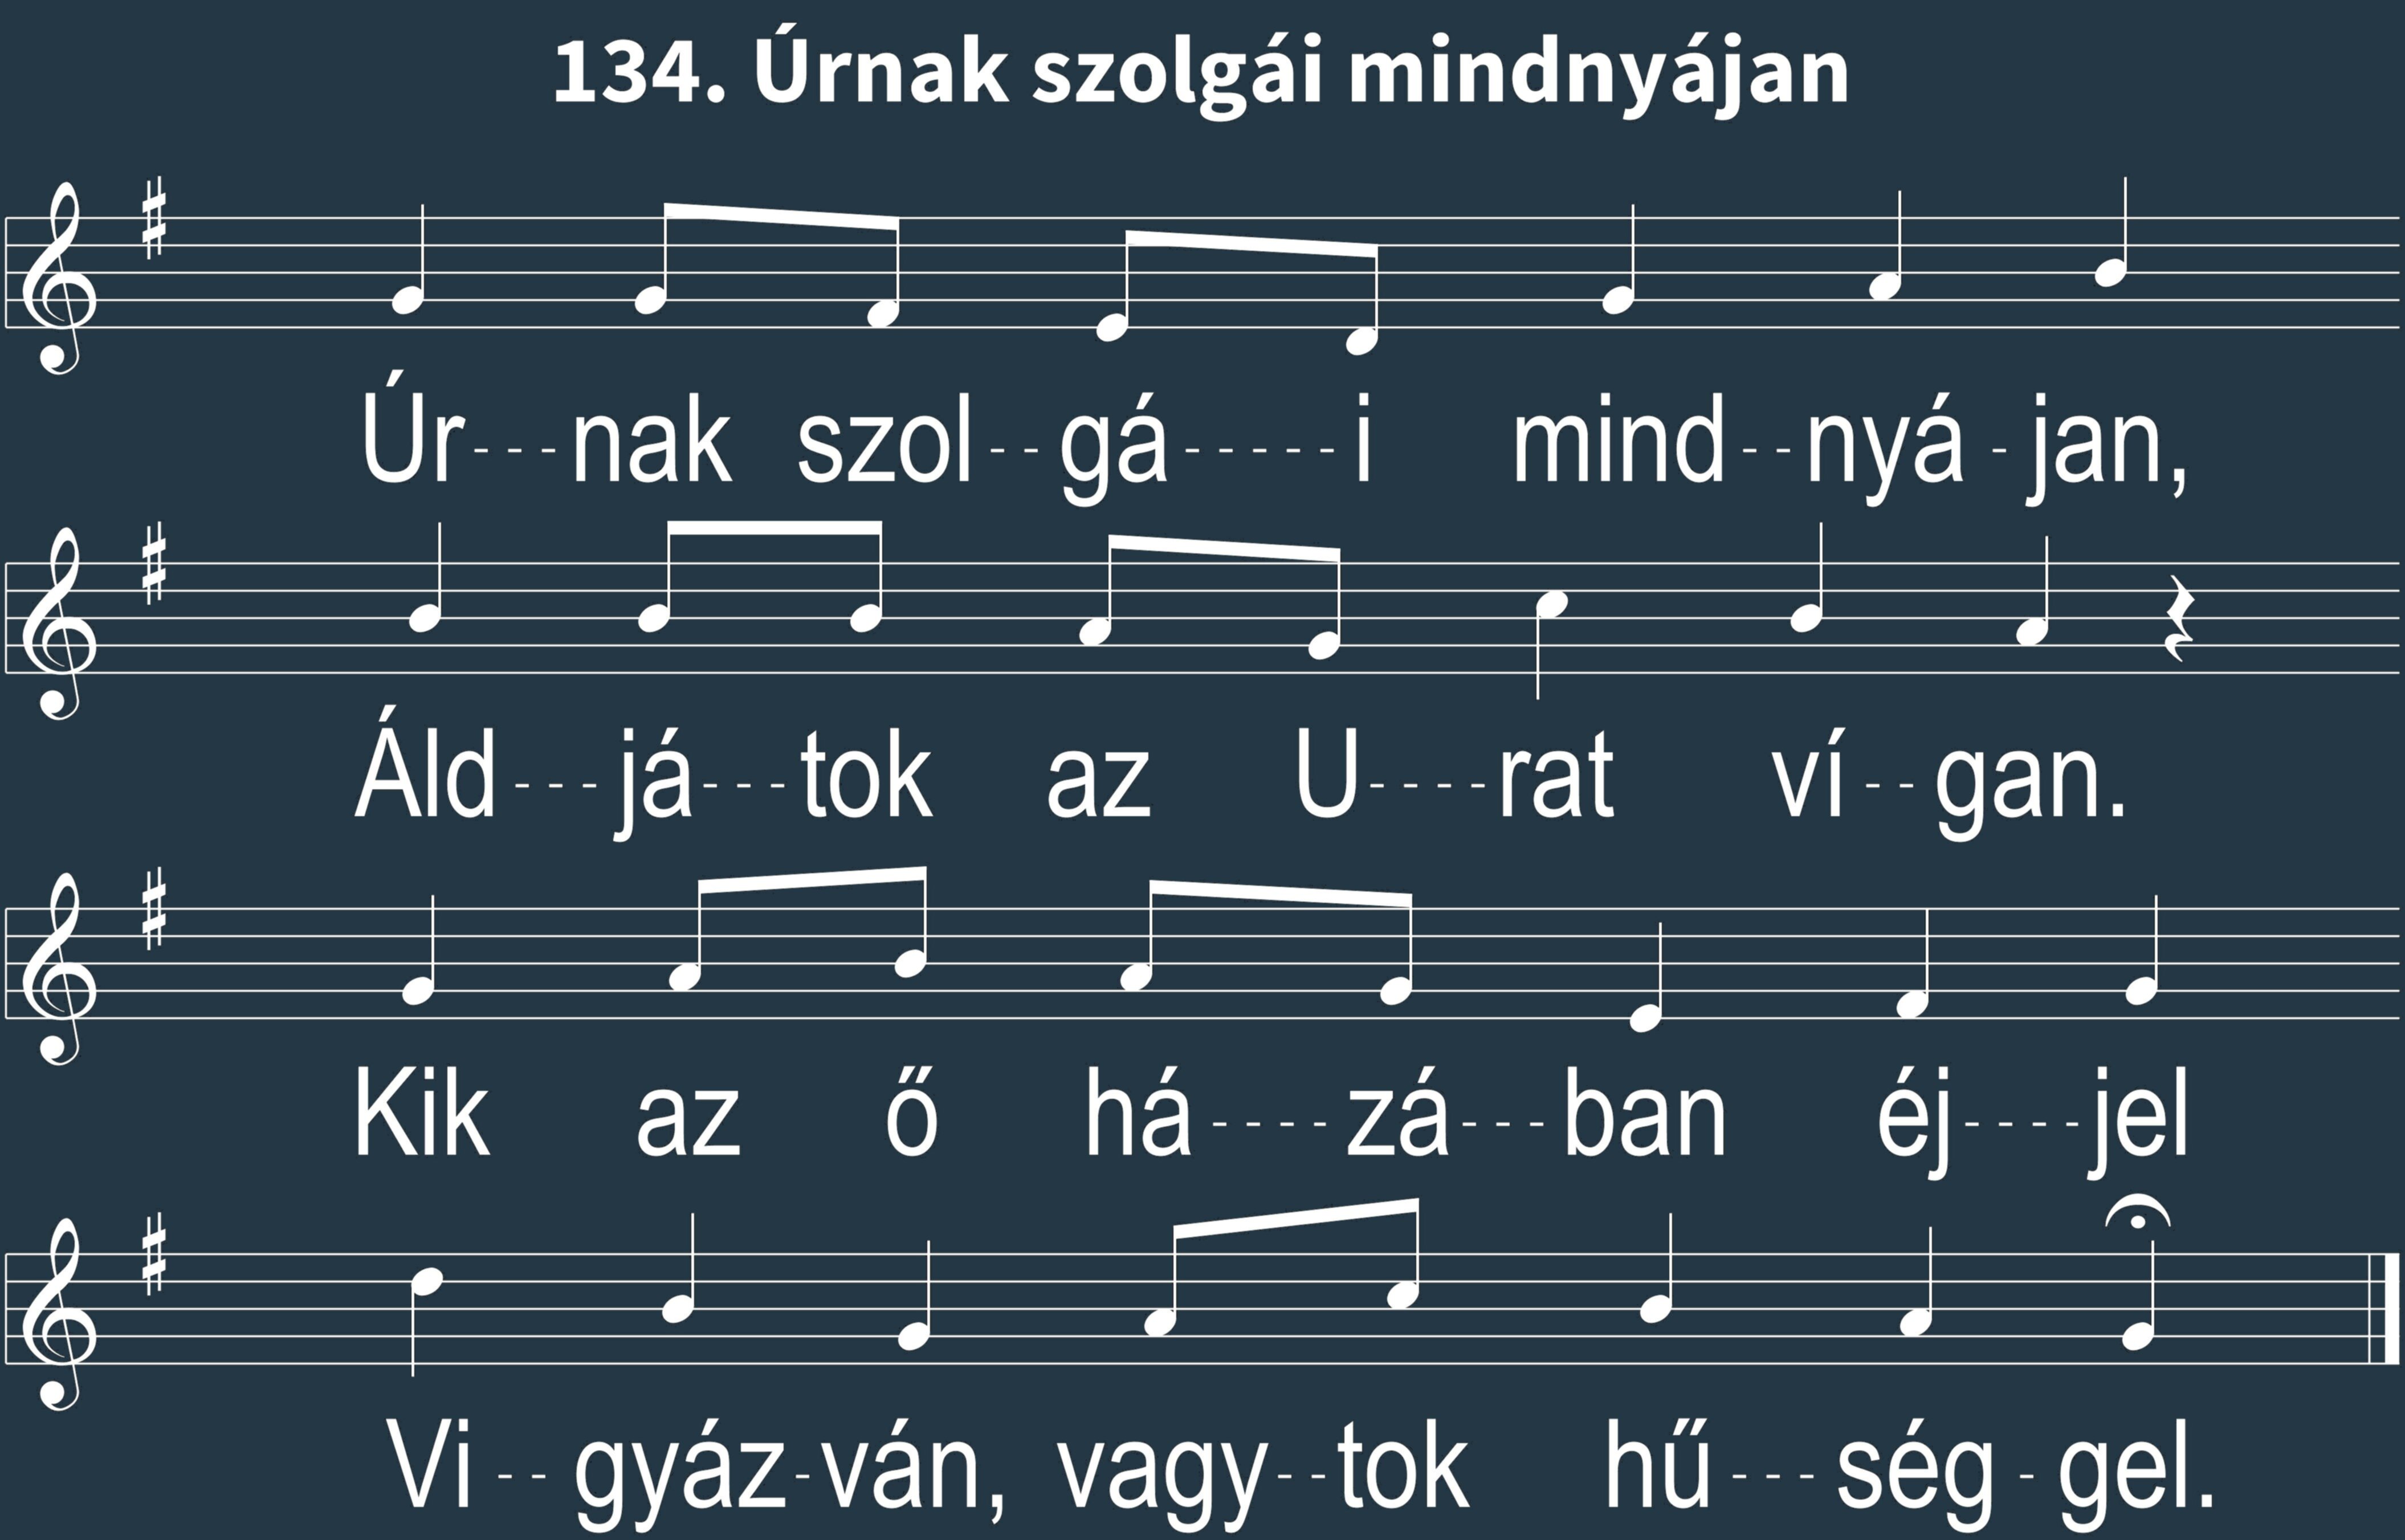 134. Úrnak szolgái mindnyájan
Úr---nak szol--gá-----i mind--nyá-jan,
Áld---já---tok az U----rat ví--gan.
Kik az ő há----zá---ban éj----jel
Vi--gyáz-ván, vagy--tok hű---ség-gel.